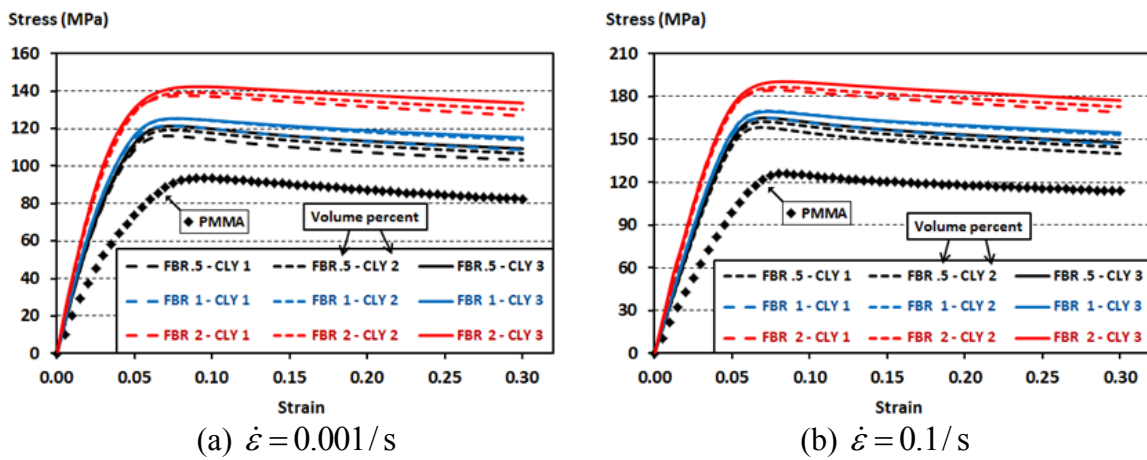 Stress (MPa)
160
140
120
100
80
60
40
20
0
PMMA
Volume percent
FBR .5 - CLY 1 FBR .5 - CLY 2 FBR .5 - CLY 3
FBR 1 - CLY 1 FBR 1 - CLY 2 FBR 1 - CLY 3
FBR 2 - CLY 1 FBR 2 - CLY 2 FBR 2 - CLY 3
0.00 0.05 0.10 0.15 0.20 0.25 0.30
Strain
(a) ε̇ = 0.001/s
Stress (MPa)
210
180
150
120
90
60
30
0
PMMA
Volume percent
FBR .5 - CLY 1 FBR .5 - CLY 2 FBR .5 - CLY 3
FBR 1 - CLY 1 FBR 1 - CLY 2 FBR 1 - CLY 3
FBR 2 - CLY 1 FBR 2 - CLY 2 FBR 2 - CLY 3
0.00 0.05 0.10 0.15 0.20 0.25 0.30
Strain
(b) ε̇ = 0.1/s